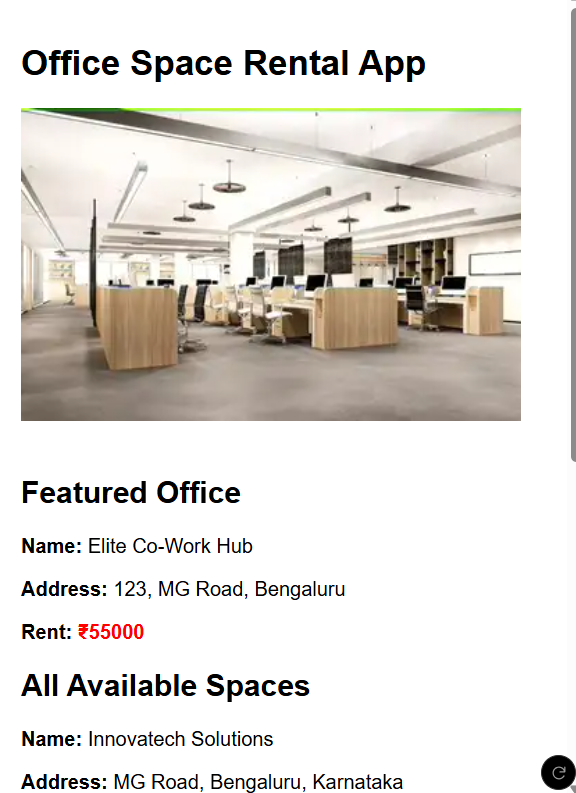 Office Space Rental App
Featured Office
Name: Elite Co-Work Hub
Address: 123, MG Road, Bengaluru
Rent: ₹55000
All Available Spaces
Name: Innovatech Solutions
Address: MG Road, Bengaluru, Karnataka